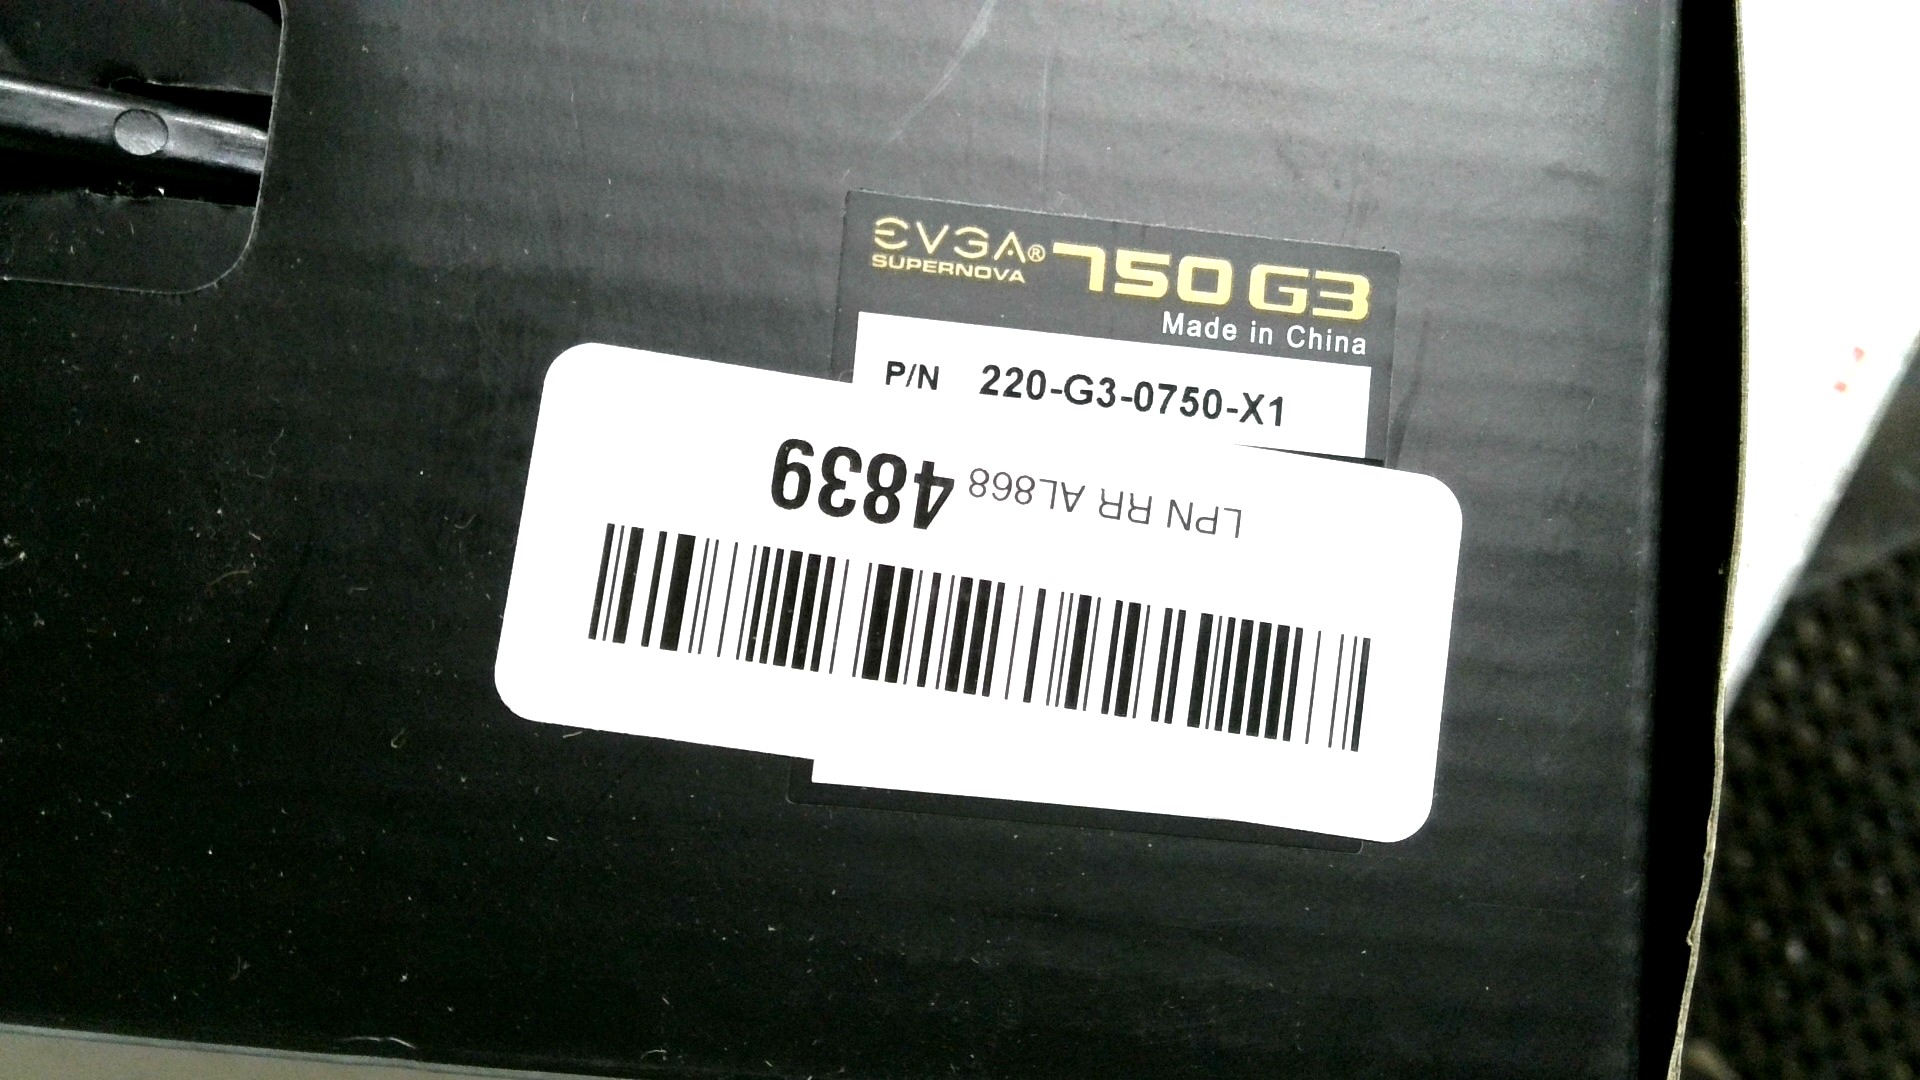 EVGA® 750 G3
SUPERNOVA
Made in China
P/N 220-G3-0750-X1
LPN RR AL868 4839